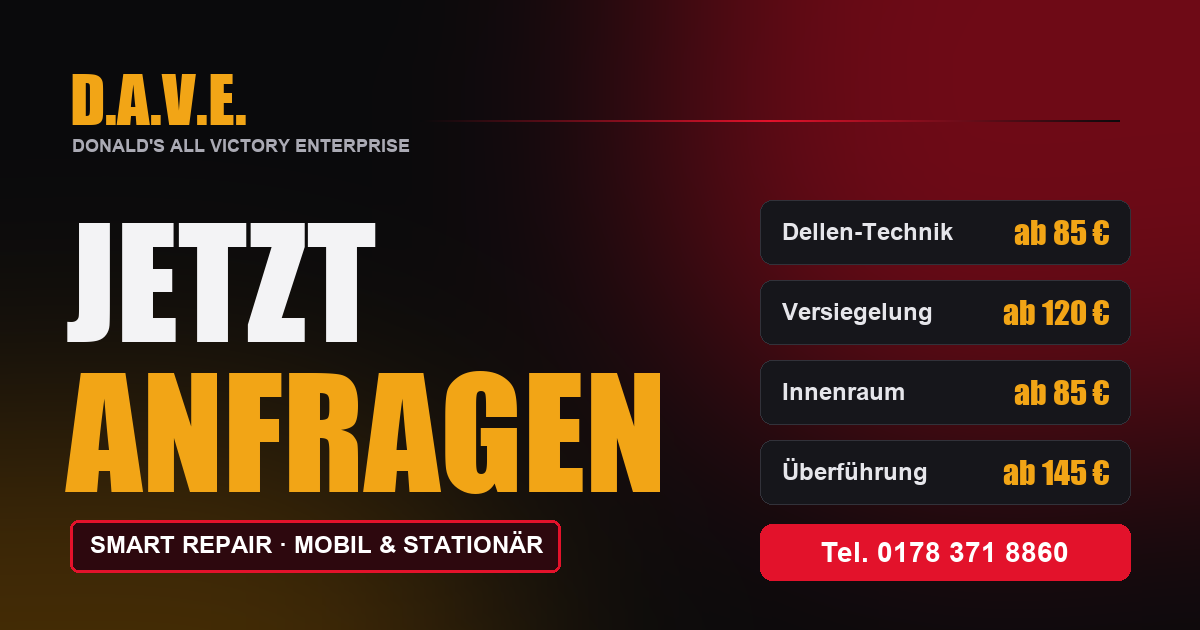 D.A.V.E.
DONALD'S ALL VICTORY ENTERPRISE
JETZT
ANFRAGEN
SMART REPAIR · MOBIL & STATIONÄR
Dellen-Technik ab 85 €
Versiegelung ab 120 €
Innenraum ab 85 €
Überführung ab 145 €
Tel. 0178 371 8860